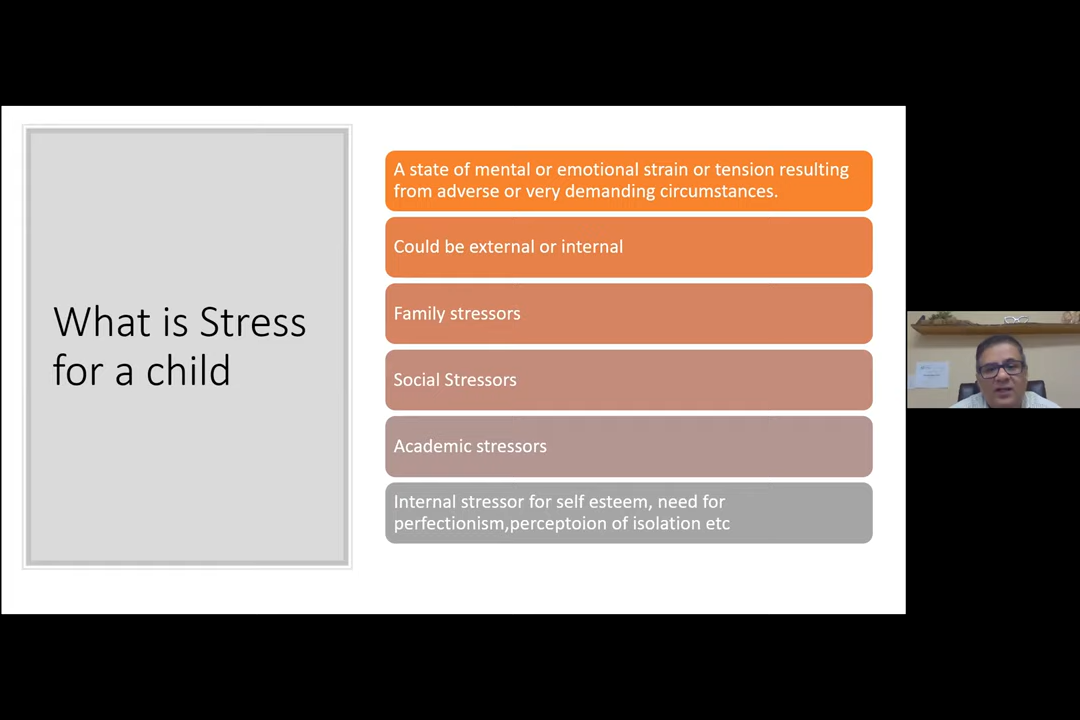 What is Stress
for a child
A state of mental or emotional strain or tension resulting
from adverse or very demanding circumstances.
Could be external or internal
Family stressors
Social Stressors
Academic stressors
Internal stressor for self esteem, need for
perfectionism,perceptoion of isolation etc